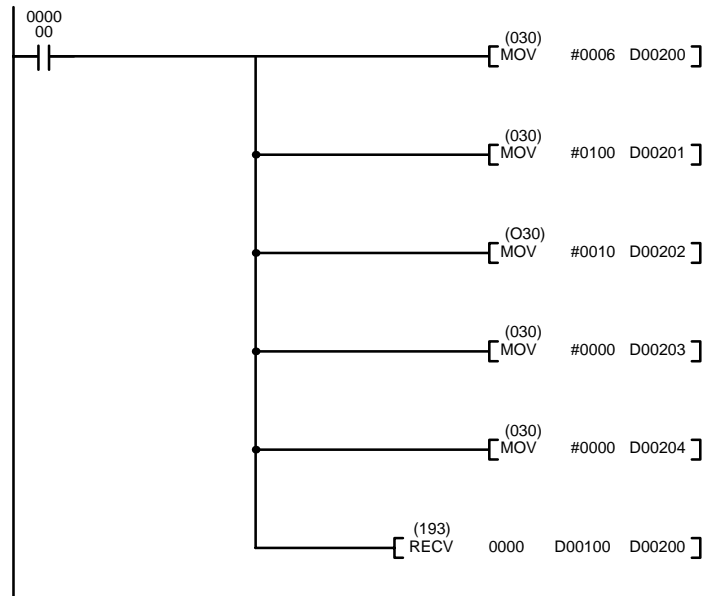 0000
00
(030)
MOV #0006 D00200
(030)
MOV #0100 D00201
(O30)
MOV #0010 D00202
(030)
MOV #0000 D00203
(030)
MOV #0000 D00204
(193)
RECV 0000 D00100 D00200